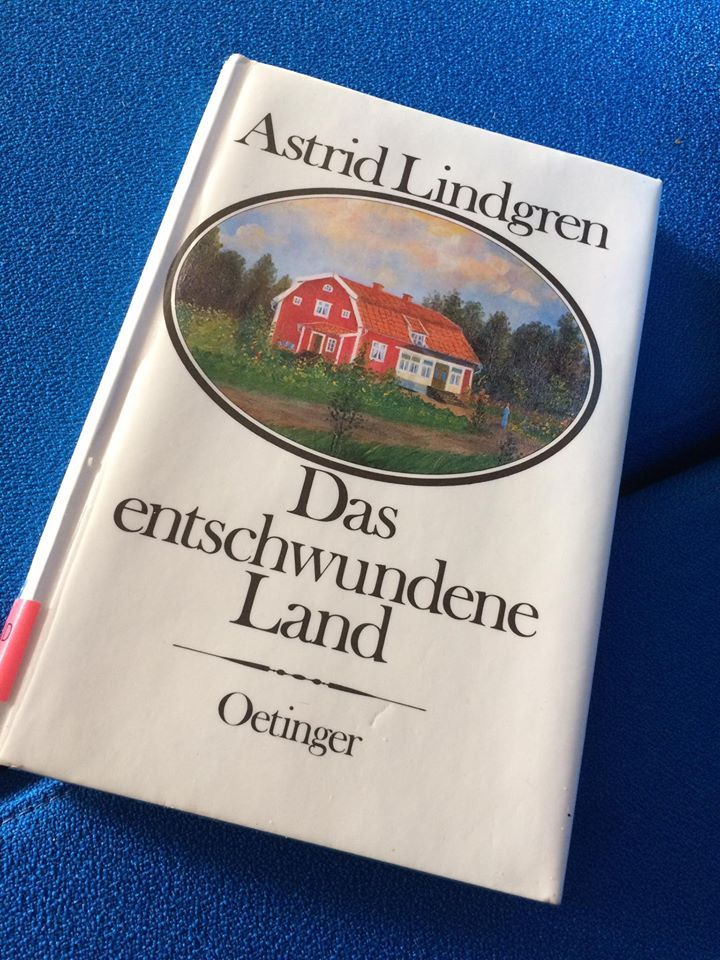 Astrid Lindgren
Das
entschwundene
Land
Oetinger